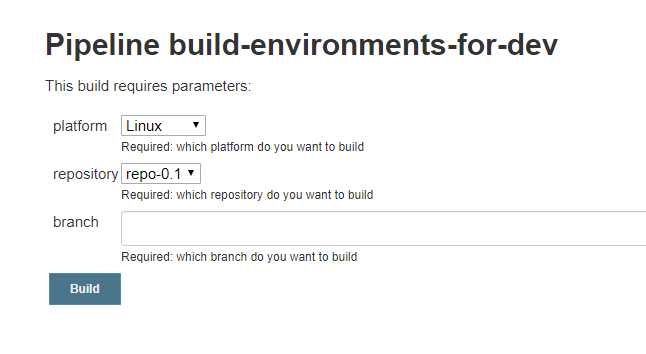 Pipeline build-environments-for-dev
This build requires parameters:
platform Linux
Required: which platform do you want to build
repository repo-0.1
Required: which repository do you want to build
branch
Required: which branch do you want to build
Build